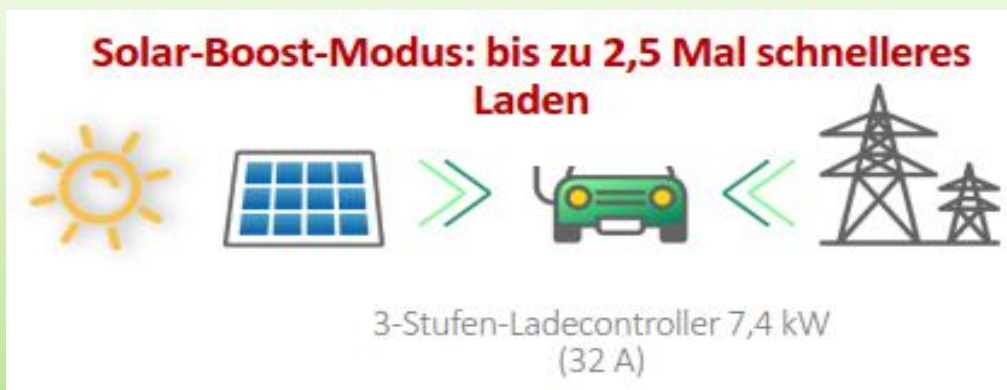 Solar-Boost-Modus: bis zu 2,5 Mal schnelleres
Laden
3-Stufen-Ladecontroller 7,4 kW
(32 A)